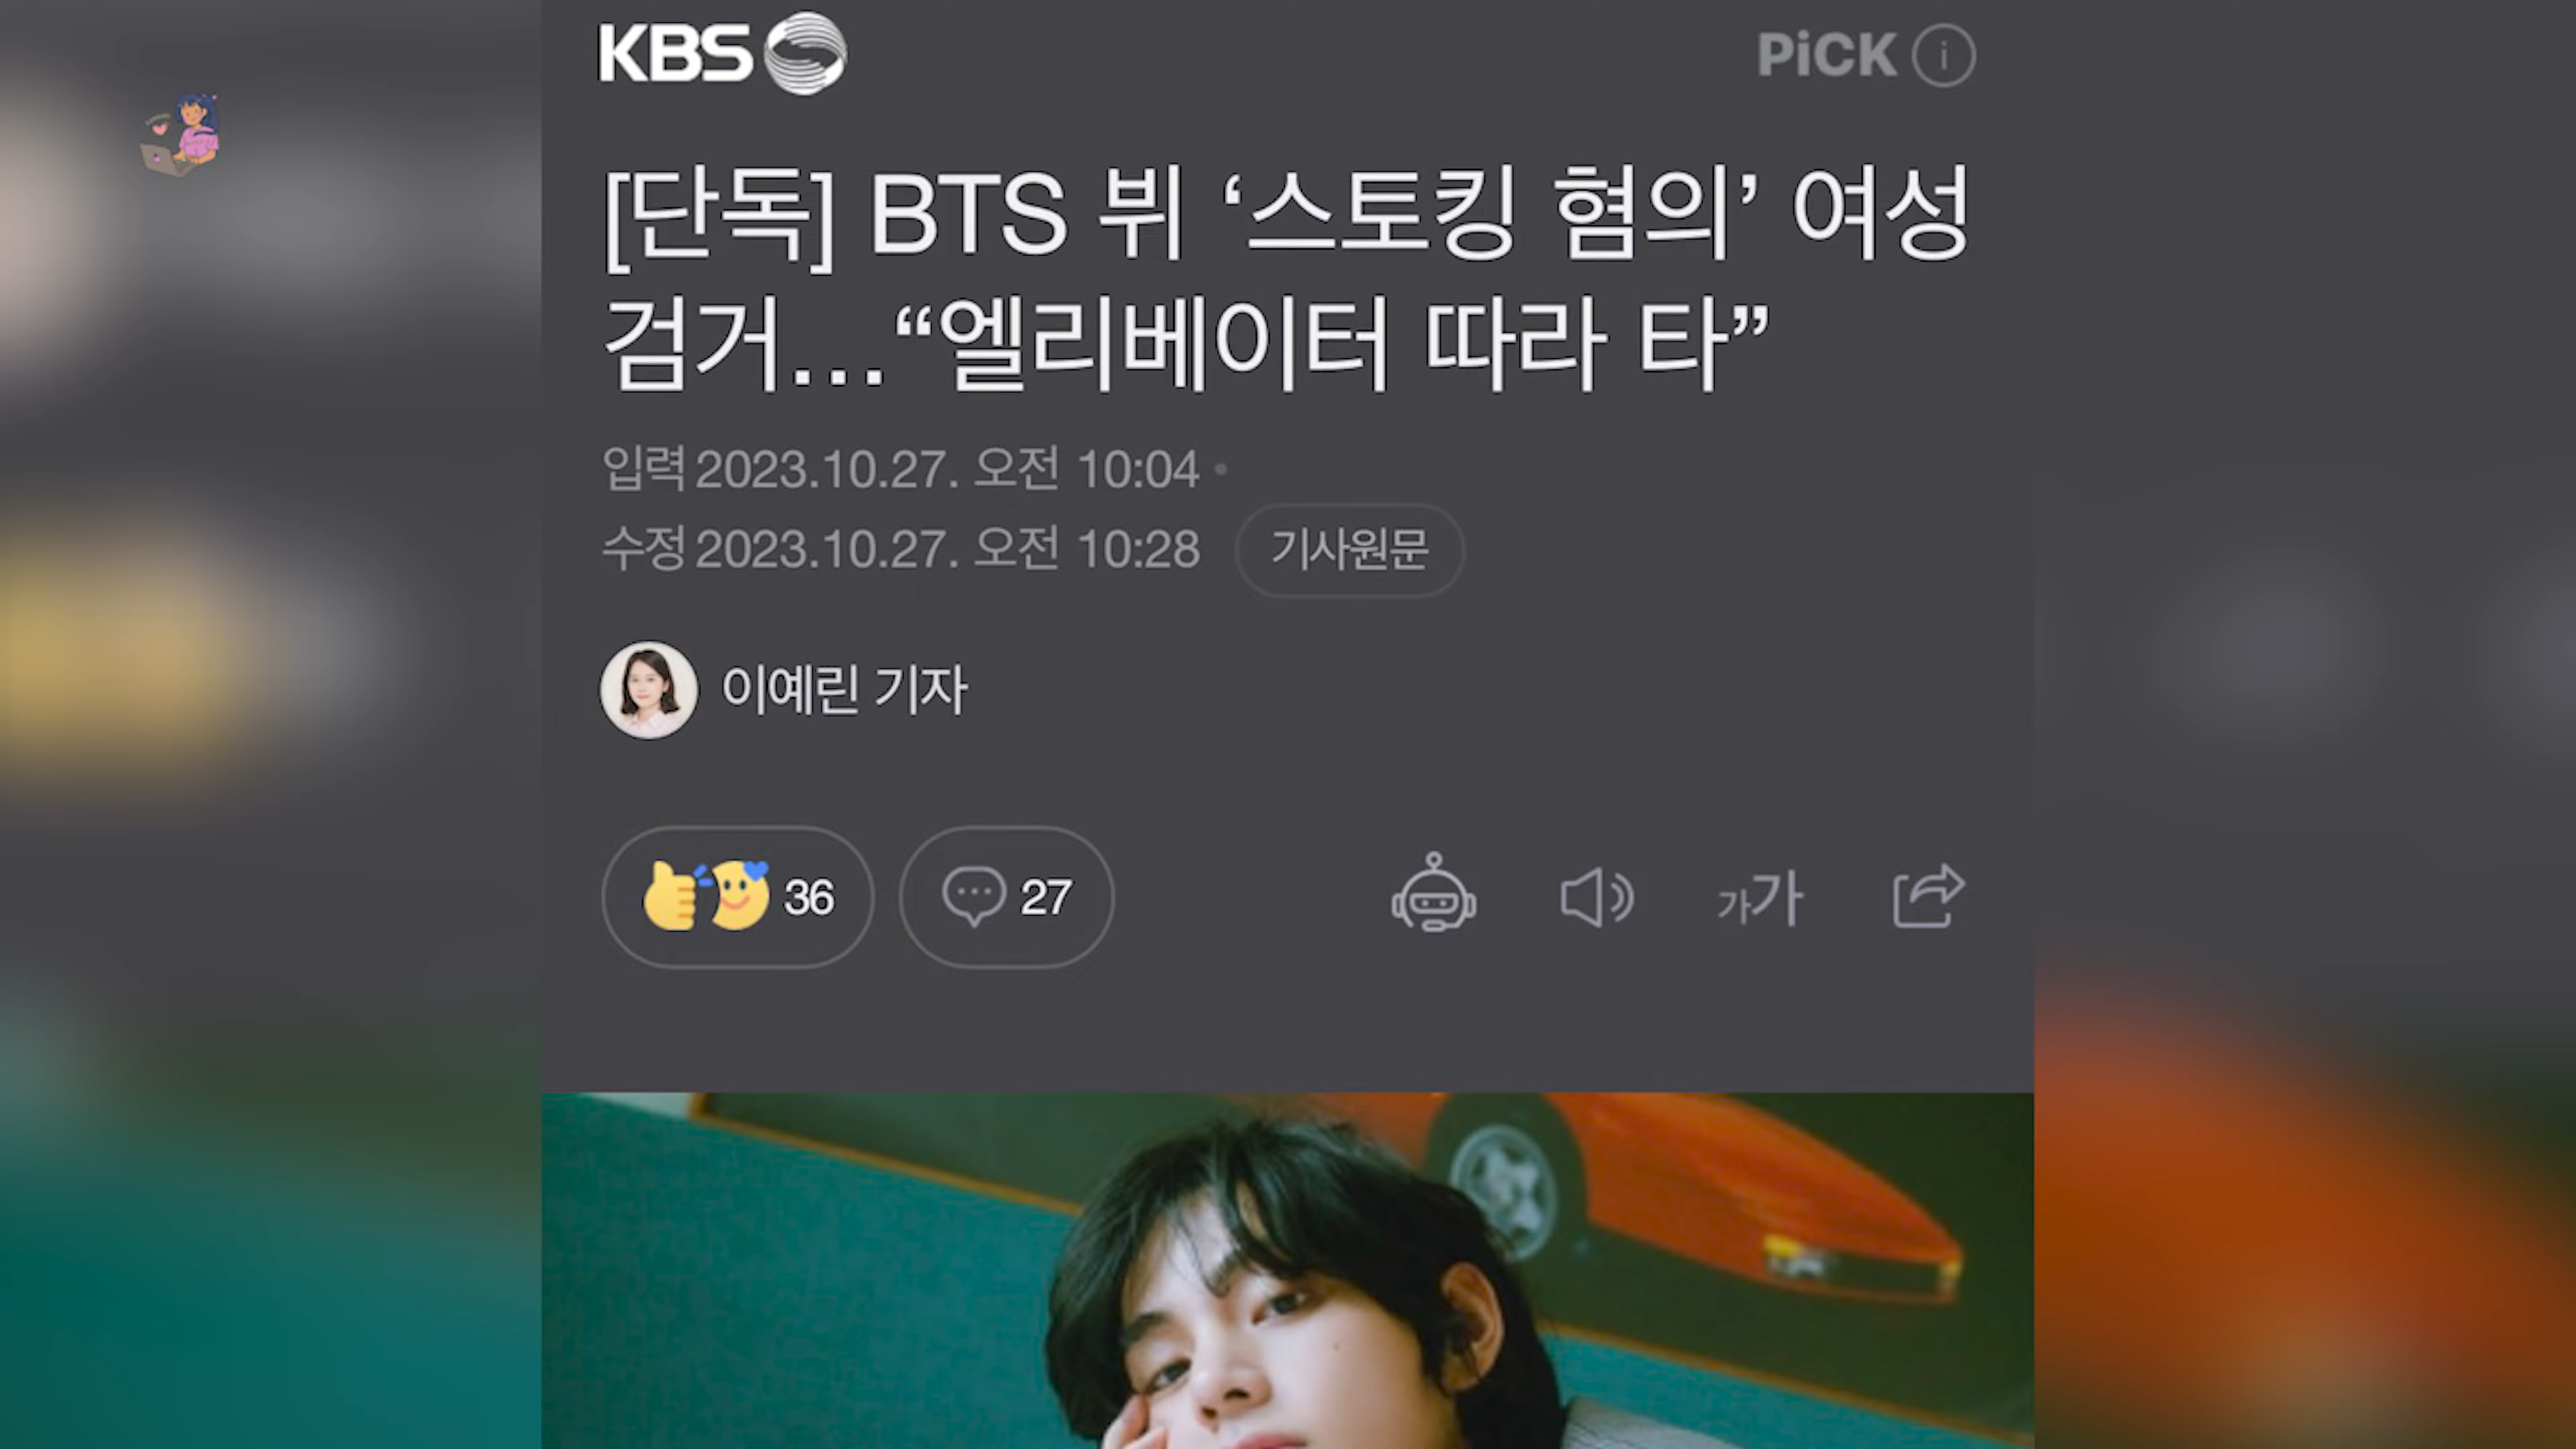 KBS
PiCK i
[단독] BTS 뷔 ‘스토킹 혐의’ 여성
검거…“엘리베이터 따라 타”
입력 2023.10.27. 오전 10:04
수정 2023.10.27. 오전 10:28 기사원문
이예린 기자
36 27 가가